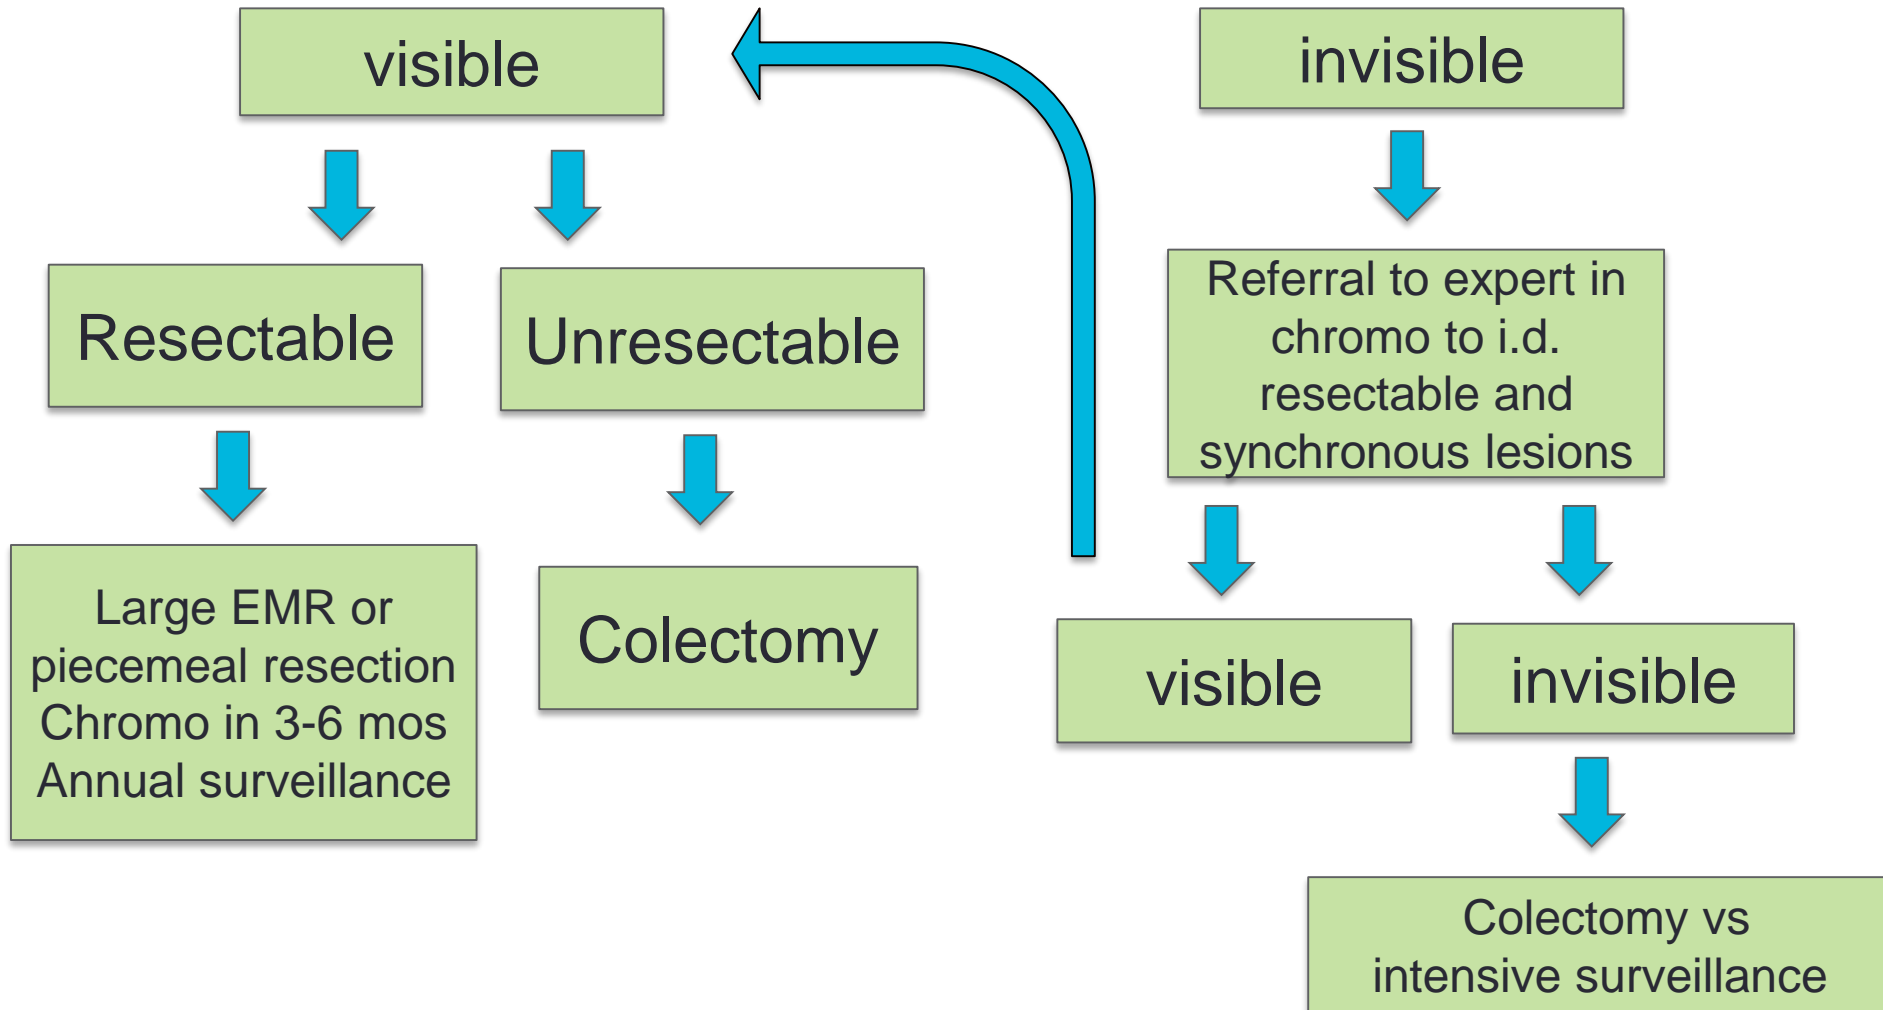 visible
invisible
Resectable
Unresectable
Referral to expert in
chromo to i.d.
resectable and
synchronous lesions
Large EMR or
piecemeal resection
Chromo in 3-6 mos
Annual surveillance
Colectomy
visible
invisible
Colectomy vs
intensive surveillance